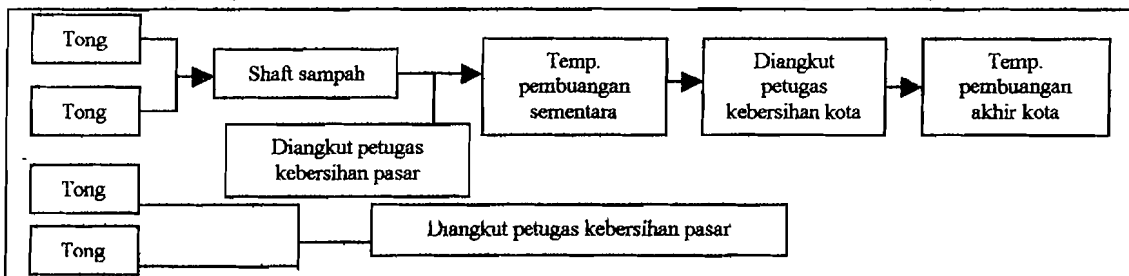 Tong
Tong
Shaft sampah
Diangkut petugas
kebersihan pasar
Temp.
pembuangan
sementara
Diangkut
petugas
kebersihan kota
Temp.
pembuangan
akhir kota
Tong
Tong
Diangkut petugas kebersihan pasar